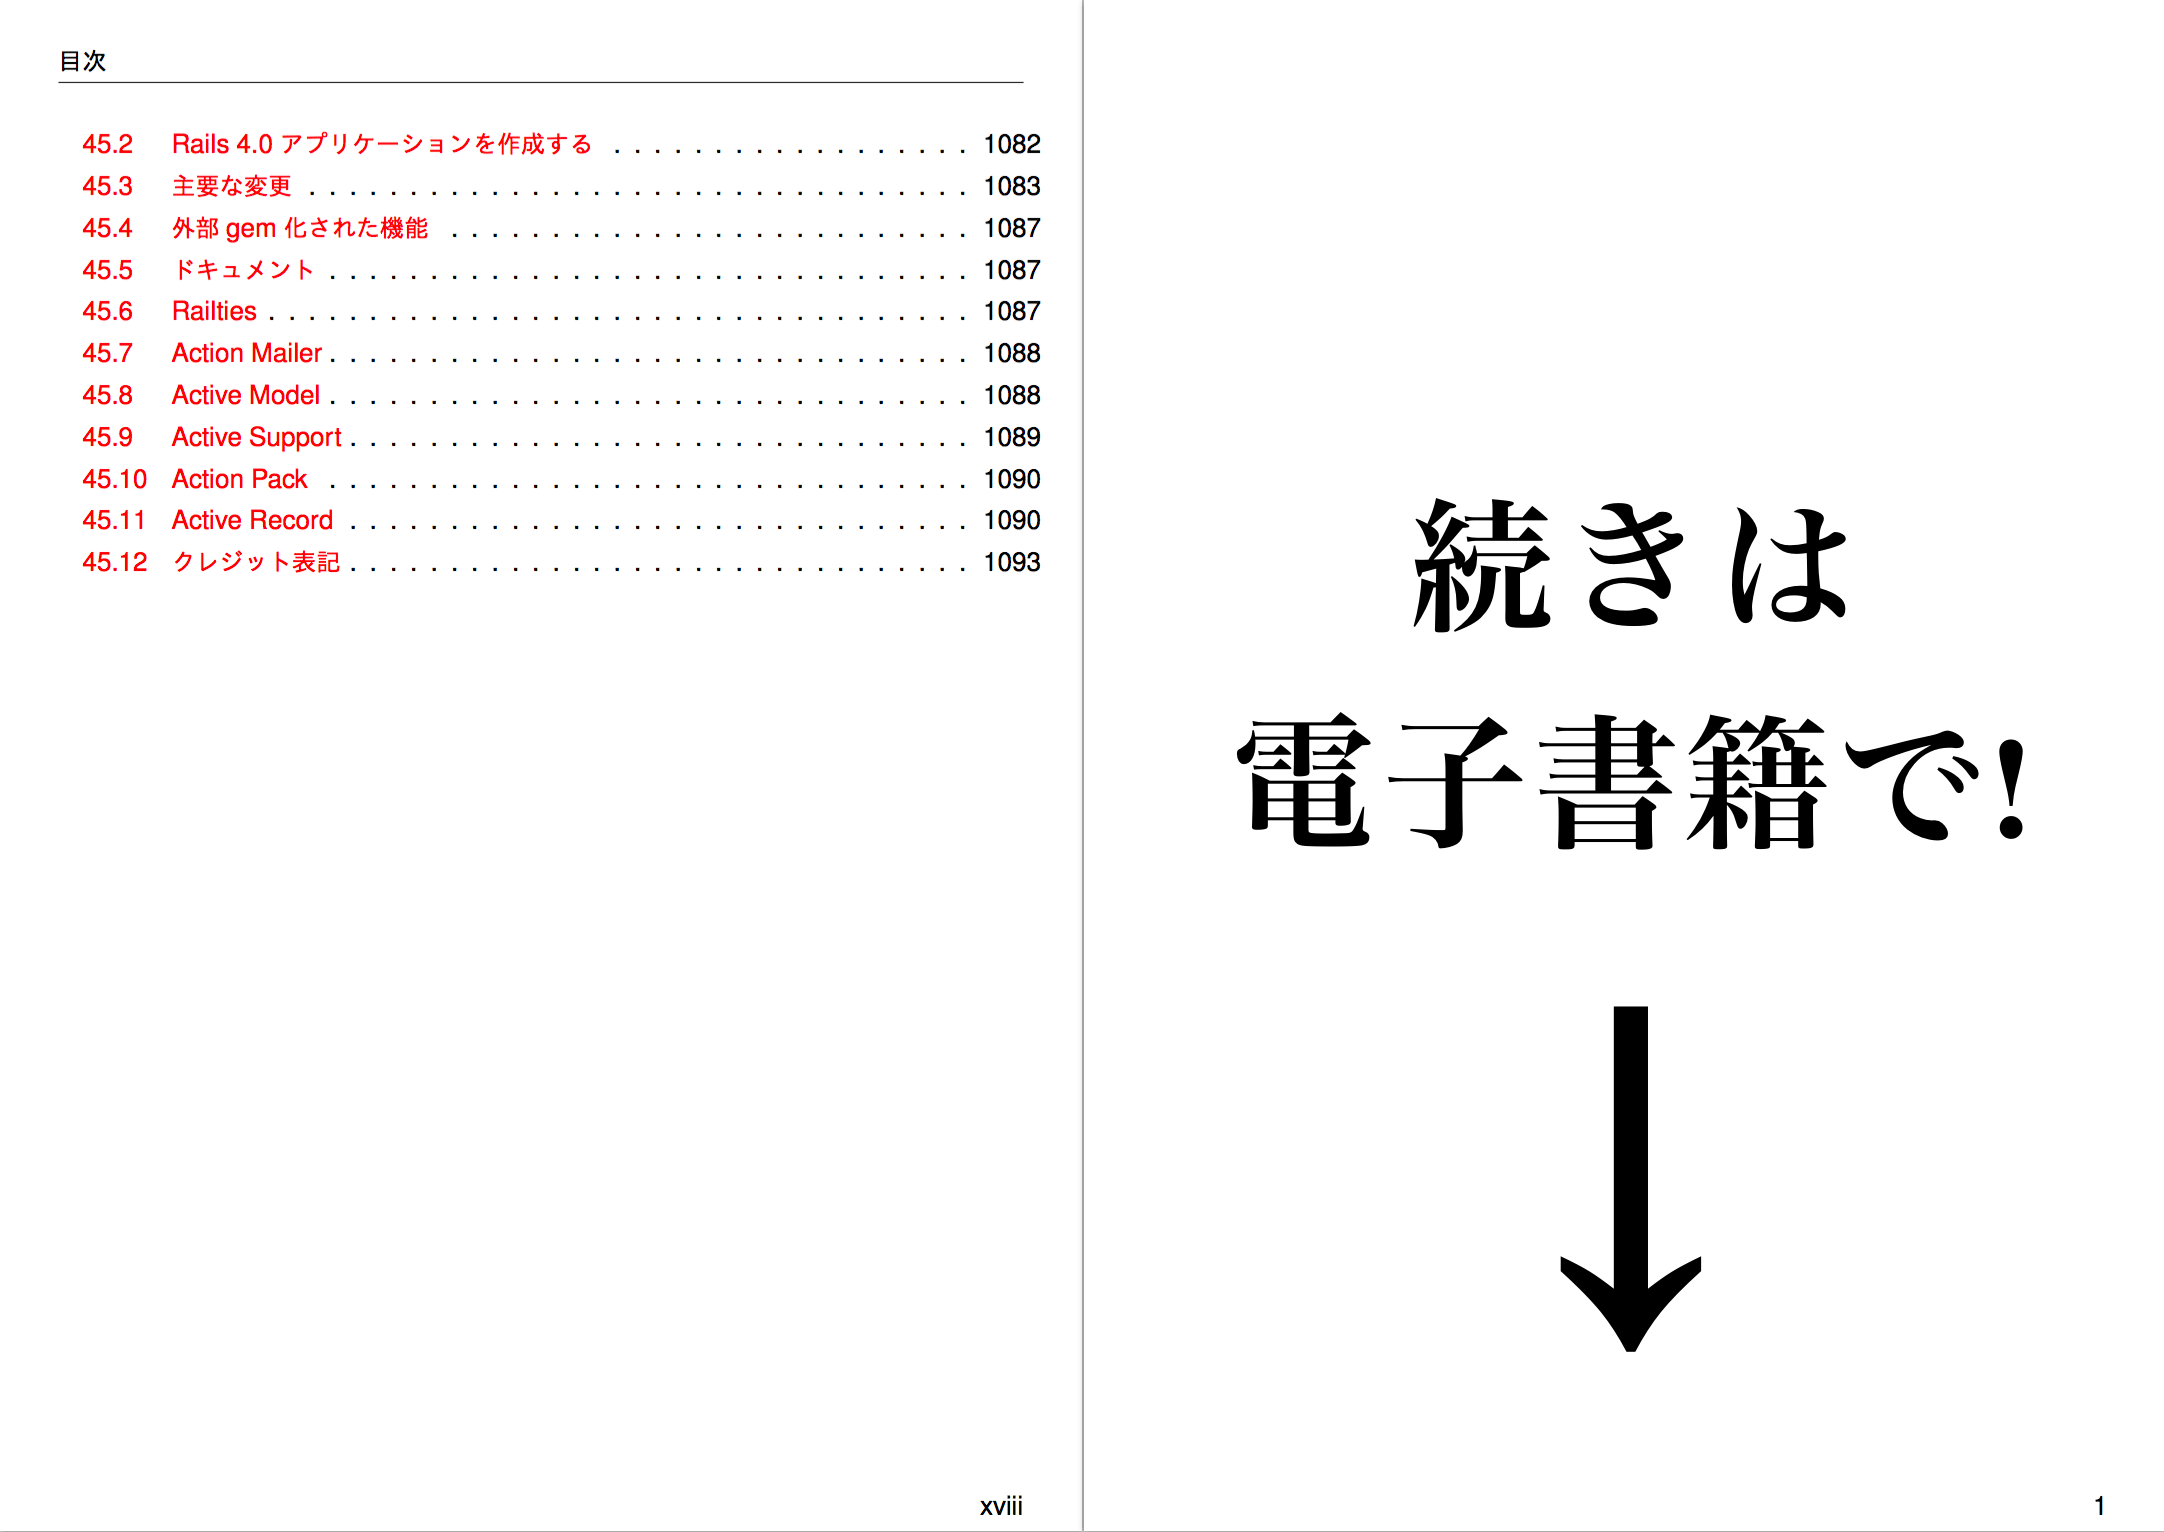 目次
45.2 Rails 4.0 アプリケーションを作成する . . . . . . . . . . . . . . . . . . 1082
45.3 主要な変更 . . . . . . . . . . . . . . . . . . . . . . . . . . . . . . . . . 1083
45.4 外部 gem 化された機能 . . . . . . . . . . . . . . . . . . . . . . . . . . 1087
45.5 ドキュメント . . . . . . . . . . . . . . . . . . . . . . . . . . . . . . . . 1087
45.6 Railties . . . . . . . . . . . . . . . . . . . . . . . . . . . . . . . . . . . 1087
45.7 Action Mailer . . . . . . . . . . . . . . . . . . . . . . . . . . . . . . . . 1088
45.8 Active Model . . . . . . . . . . . . . . . . . . . . . . . . . . . . . . . . 1088
45.9 Active Support . . . . . . . . . . . . . . . . . . . . . . . . . . . . . . . 1089
45.10 Action Pack . . . . . . . . . . . . . . . . . . . . . . . . . . . . . . . . 1090
45.11 Active Record . . . . . . . . . . . . . . . . . . . . . . . . . . . . . . . 1090
45.12 クレジット表記 . . . . . . . . . . . . . . . . . . . . . . . . . . . . . . . 1093
xviii
続きは
電子書籍で!
↓
1